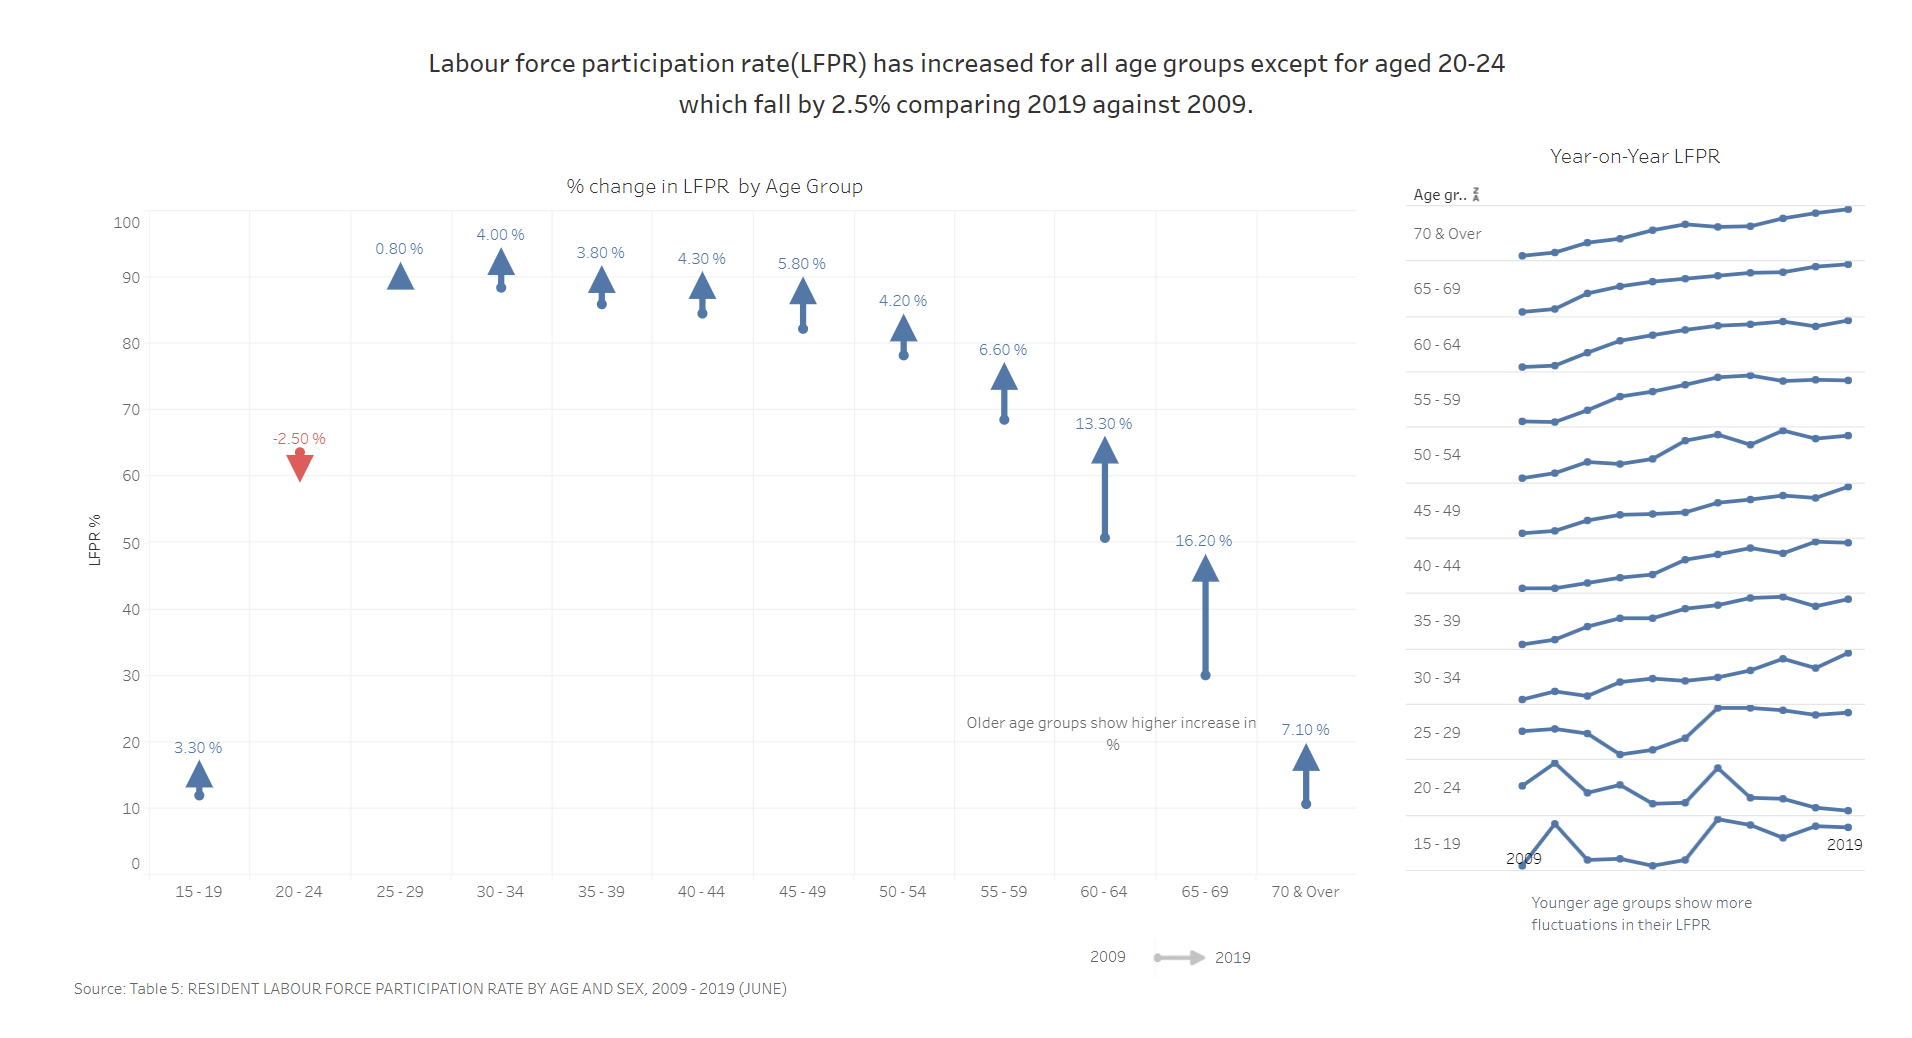 Labour force participation rate(LFPR) has increased for all age groups except for aged 20-24
which fall by 2.5% comparing 2019 against 2009.
% change in LFPR by Age Group
LFPR %
100
90
80
70
60
50
40
30
20
10
0
3.30 %
-2.50 %
0.80 %
4.00 %
3.80 %
4.30 %
5.80 %
4.20 %
6.60 %
13.30 %
16.20 %
7.10 %
Older age groups show higher increase in
%
15 - 19
20 - 24
25 - 29
30 - 34
35 - 39
40 - 44
45 - 49
50 - 54
55 - 59
60 - 64
65 - 69
70 & Over
2009
2019
Source: Table 5: RESIDENT LABOUR FORCE PARTICIPATION RATE BY AGE AND SEX, 2009 - 2019 (JUNE)
Year-on-Year LFPR
Age gr..
70 & Over
65 - 69
60 - 64
55 - 59
50 - 54
45 - 49
40 - 44
35 - 39
30 - 34
25 - 29
20 - 24
15 - 19
2009
2019
Younger age groups show more
fluctuations in their LFPR